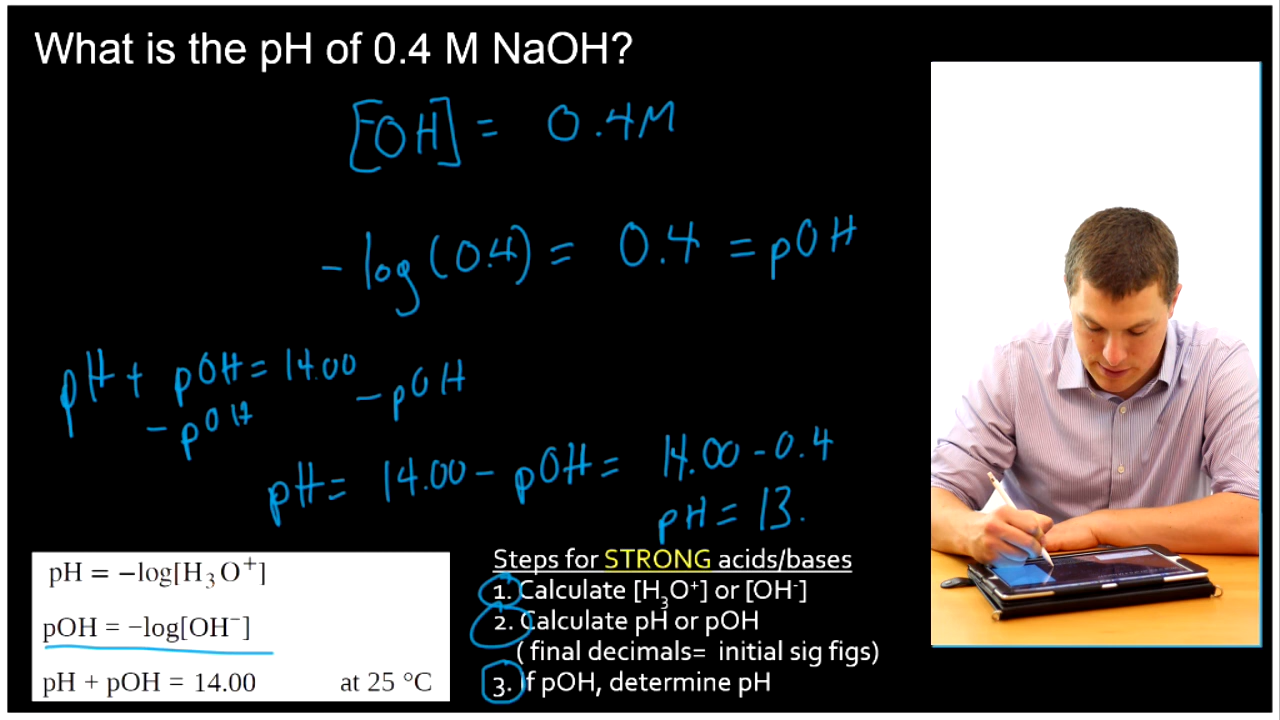 What is the pH of 0.4 M NaOH?
[OH] = 0.4M
- log(0.4) = 0.4 = pOH
pH + pOH = 14.00
- pOH - pOH
pH = 14.00 - pOH = 14.00 - 0.4
pH = 13.
pH = −log[H₃O⁺]
pOH = −log[OH⁻]
pH + pOH = 14.00 at 25 °C
Steps for STRONG acids/bases
1. Calculate [H₃O⁺] or [OH⁻]
2. Calculate pH or pOH
( final decimals= initial sig figs)
3. If pOH, determine pH